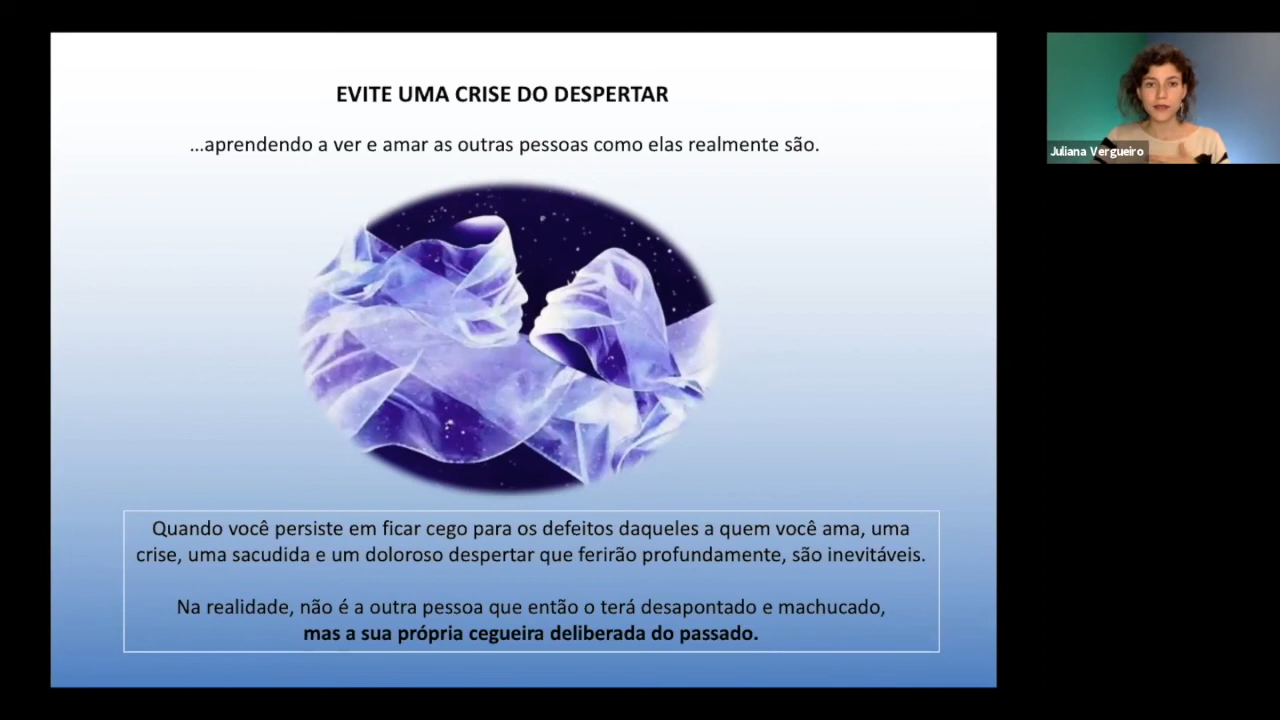 EVITE UMA CRISE DO DESPERTAR
...aprendendo a ver e amar as outras pessoas como elas realmente são.
Juliana Vergueiro
Quando você persiste em ficar cego para os defeitos daqueles a quem você ama, uma
crise, uma sacudida e um doloroso despertar que ferirão profundamente, são inevitáveis.
Na realidade, não é a outra pessoa que então o terá desapontado e machucado,
mas a sua própria cegueira deliberada do passado.